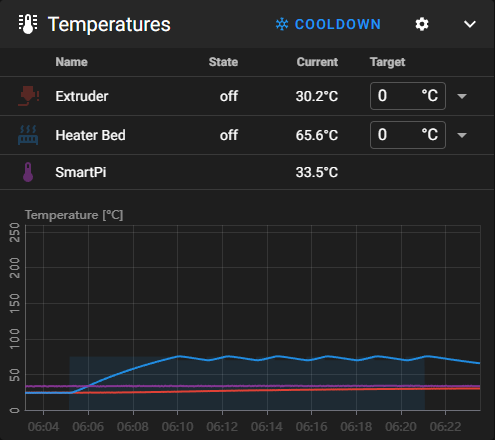 Temperatures COOLDOWN
Name State Current Target
Extruder off 30.2°C 0 °C
Heater Bed off 65.6°C 0 °C
SmartPi 33.5°C
Temperature [°C]
250
200
150
100
50
0
06:04 06:06 06:08 06:10 06:12 06:14 06:16 06:18 06:20 06:22